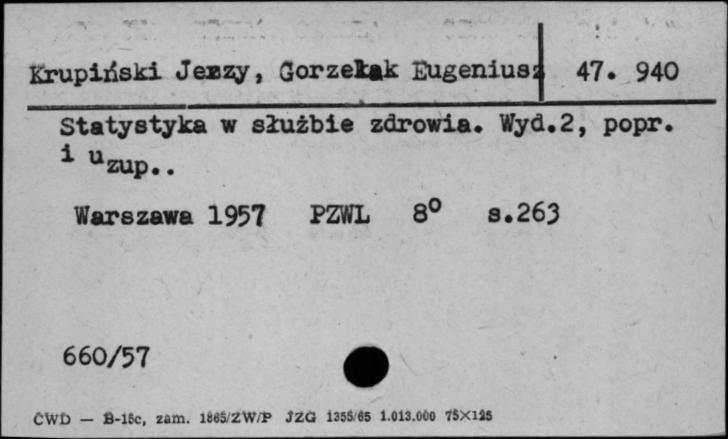 Krupiński Jerzy, Gorzelak Eugeniusz 47. 940
Statystyka w służbie zdrowia. Wyd.2, popr.
i uzup..
Warszawa 1957 PZWL 8° s.263
660/57
CWD — B-15c, zam. 1865/ZW/P JZG 1355/65 1.013.000 75X125